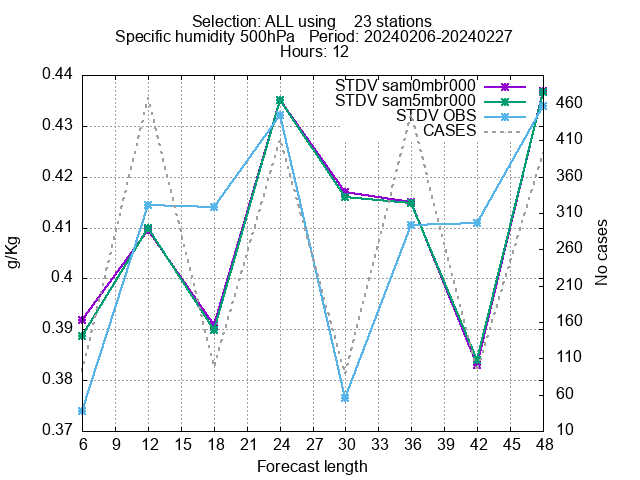 Selection: ALL using 23 stations
Specific humidity 500hPa Period: 20240206-20240227
Hours: 12
STDV sam0mbr000
STDV sam5mbr000
STDV OBS
CASES
0.44
0.43
0.42
0.41
0.4
0.39
0.38
0.37
g/Kg
460
410
360
310
260
210
160
110
60
10
No cases
6 9 12 15 18 21 24 27 30 33 36 39 42 45 48
Forecast length